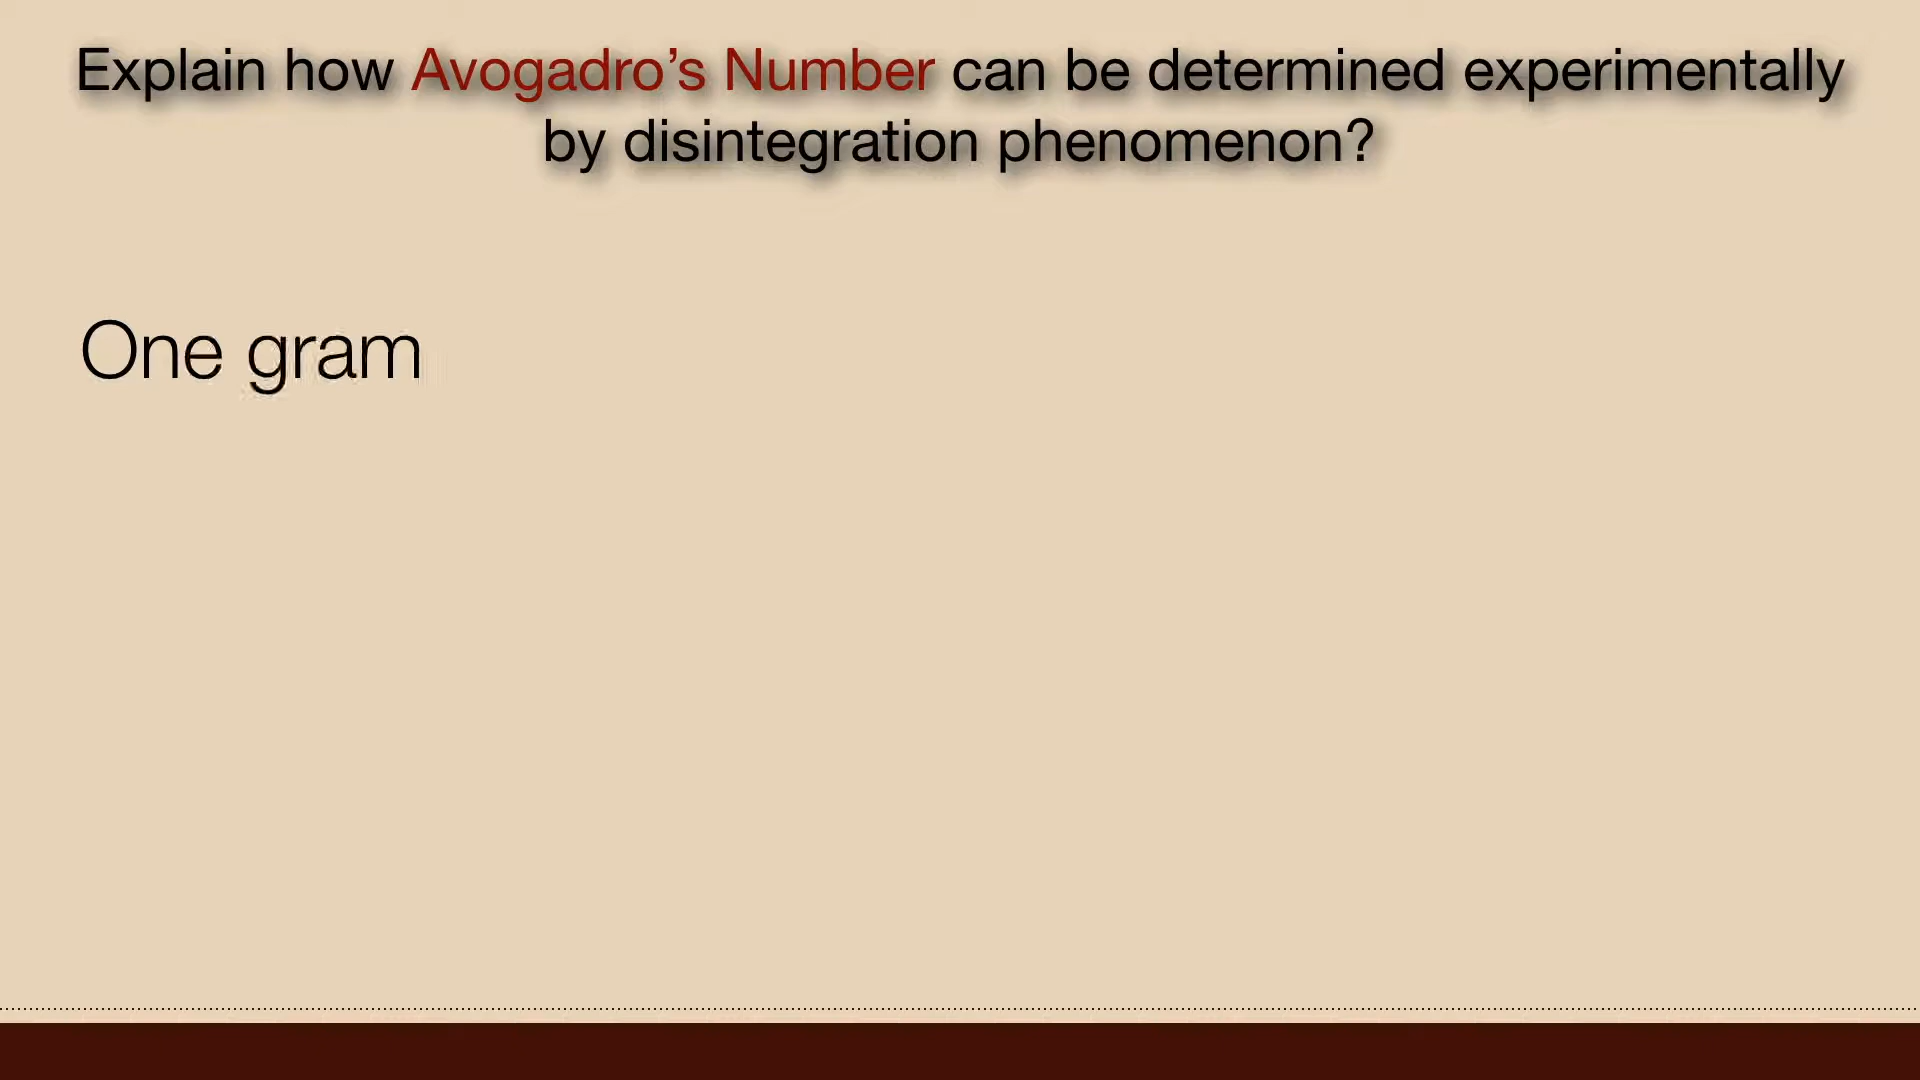 Explain how Avogadro’s Number can be determined experimentally
by disintegration phenomenon?
One gram